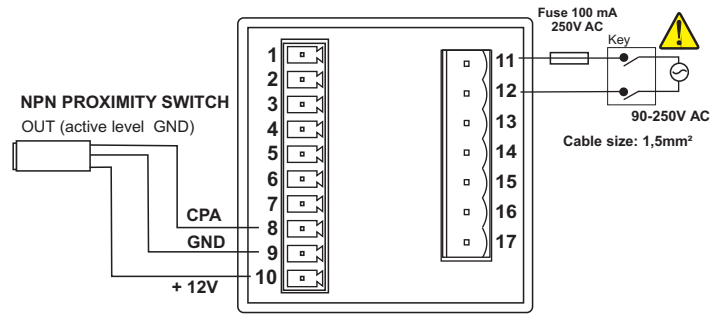 Fuse 100 mA
250V AC
Key
1
2
3
4
5
6
7
8
9
10
11
12
13
14
15
16
17
90-250V AC
Cable size: 1,5mm²
NPN PROXIMITY SWITCH
OUT (active level GND)
CPA
GND
+ 12V